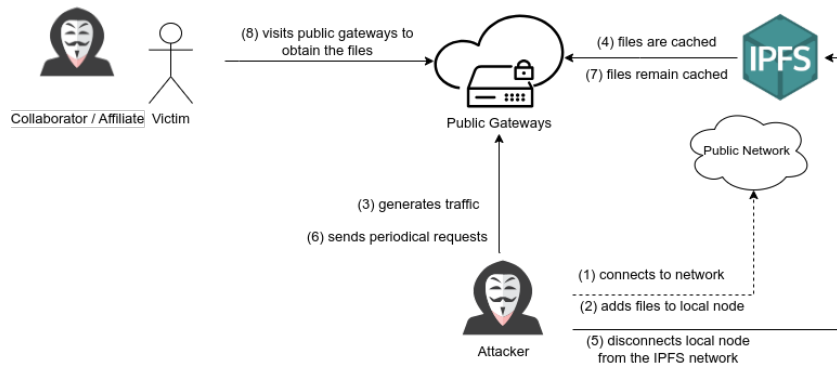 (8) visits public gateways to
obtain the files
(4) files are cached
IPFS
(7) files remain cached
Collaborator / Affiliate
Victim
Public Gateways
Public Network
(3) generates traffic
(6) sends periodical requests
(1) connects to network
(2) adds files to local node
Attacker
(5) disconnects local node
from the IPFS network